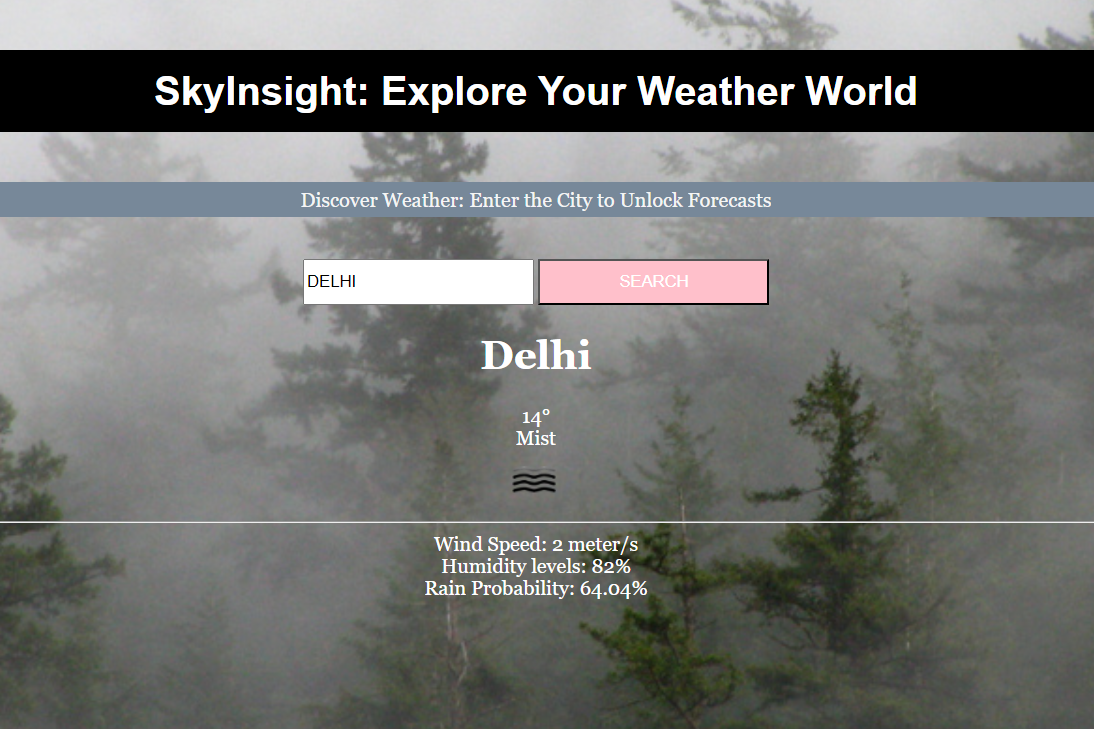 SkyInsight: Explore Your Weather World
Discover Weather: Enter the City to Unlock Forecasts
DELHI SEARCH
Delhi
14°
Mist
Wind Speed: 2 meter/s
Humidity levels: 82%
Rain Probability: 64.04%